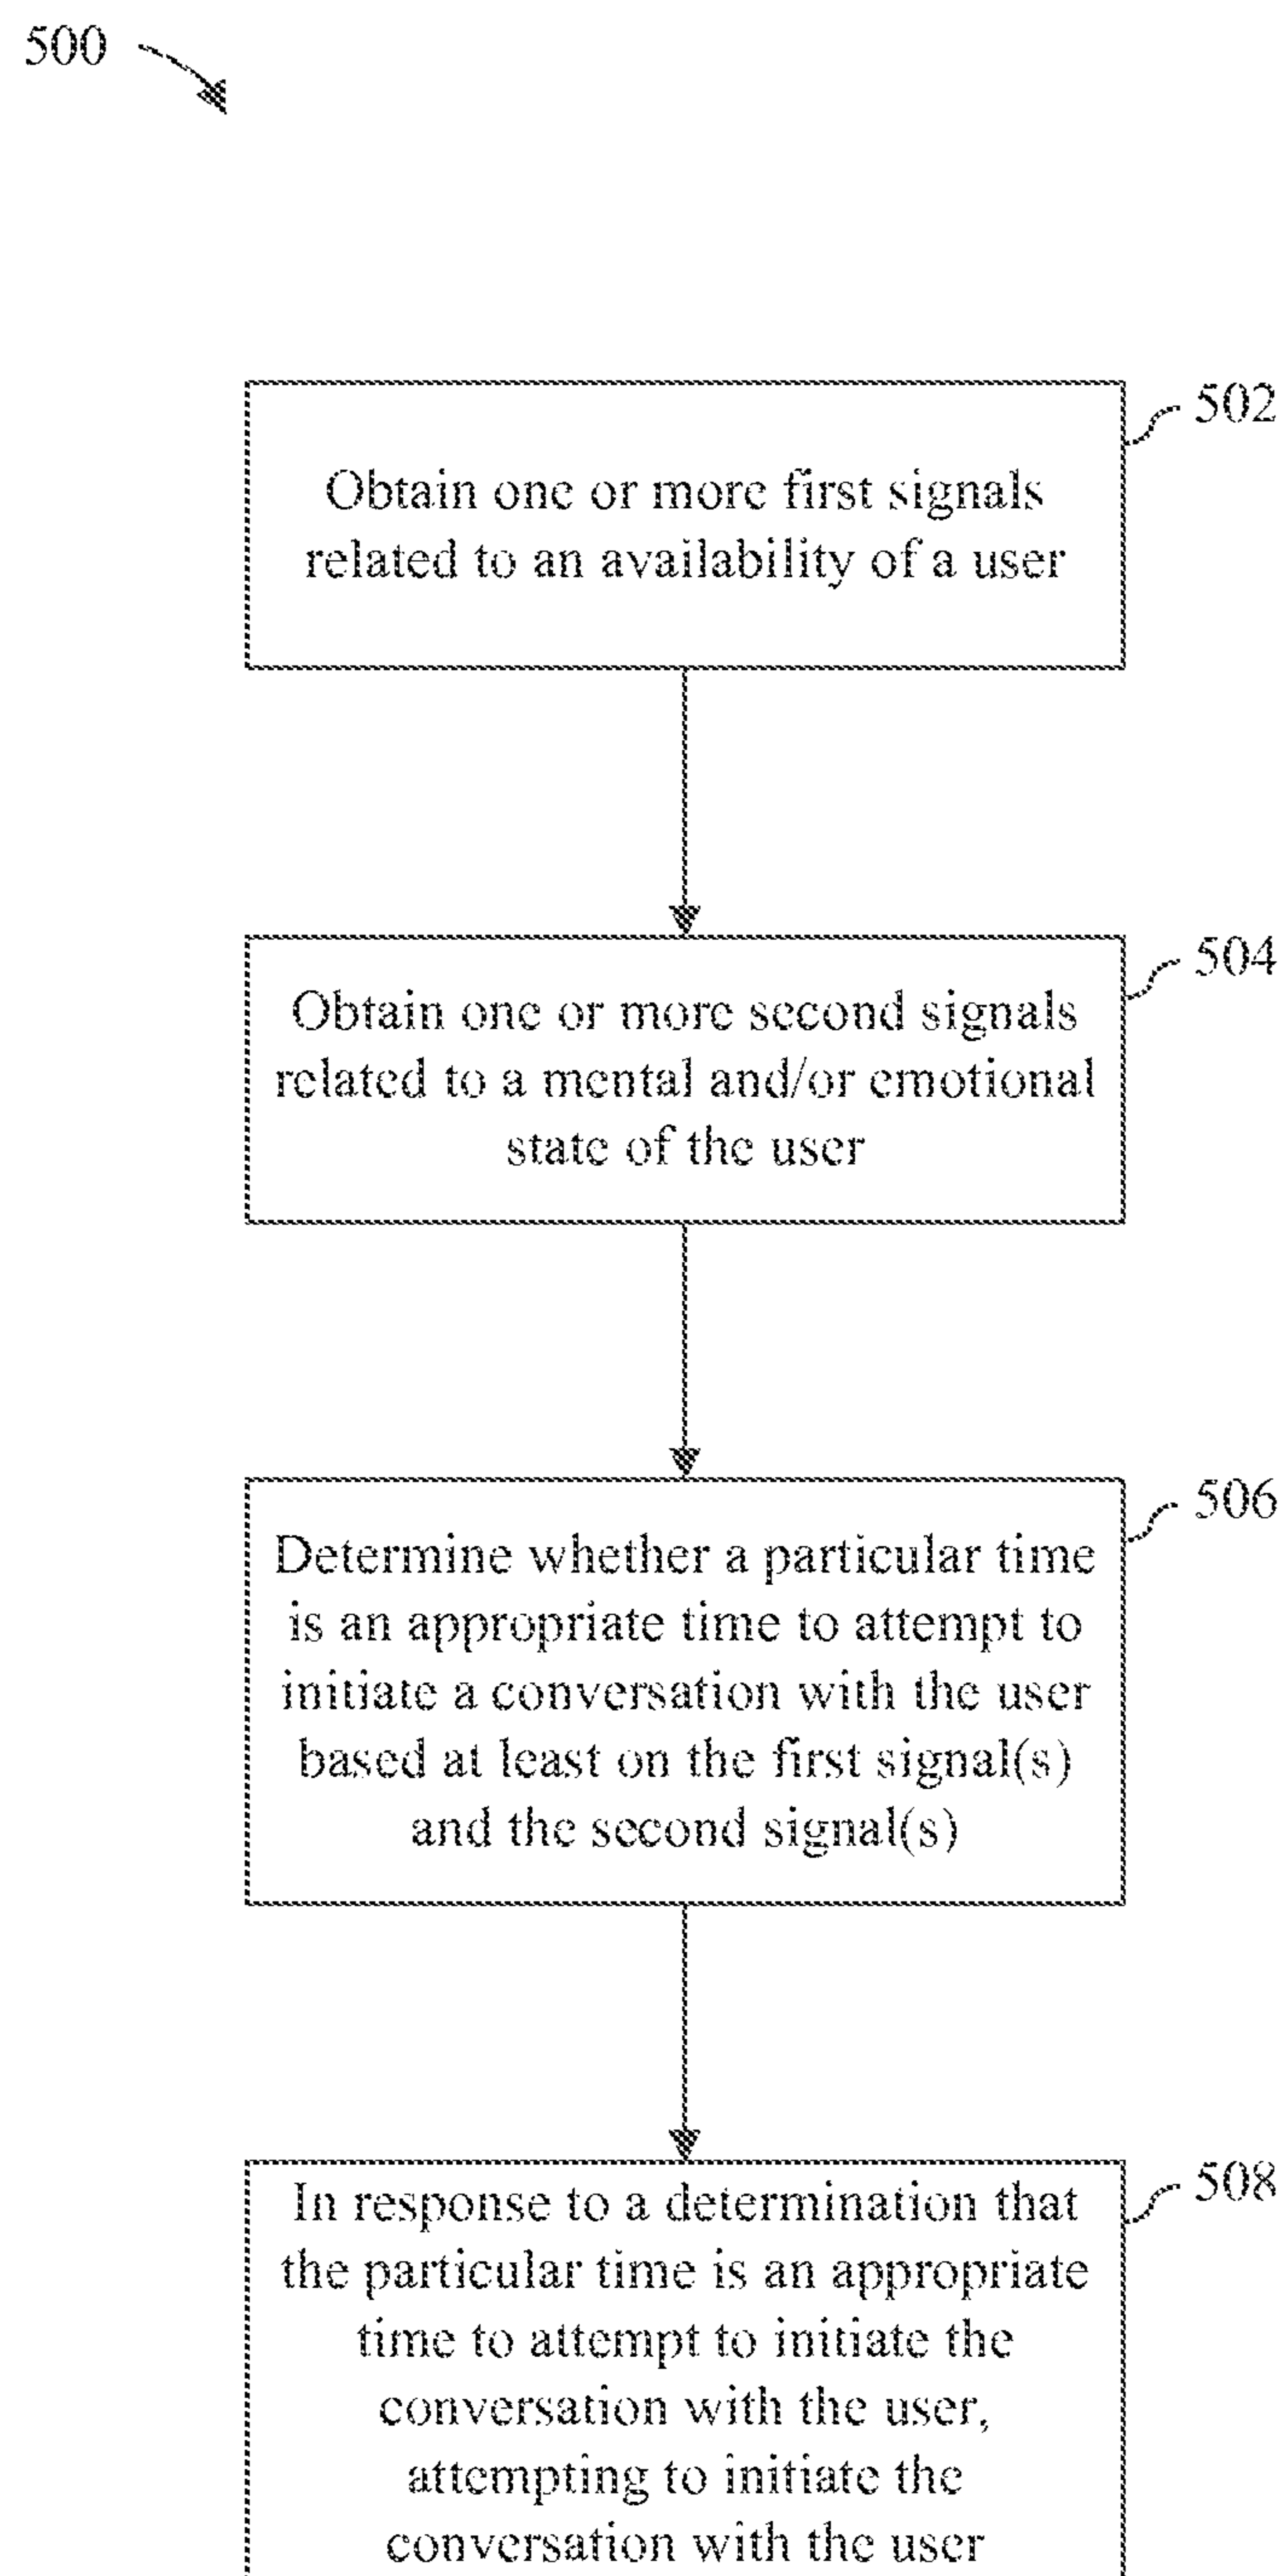 500
502
Obtain one or more first signals
related to an availability of a user
504
Obtain one or more second signals
related to a mental and/or emotional
state of the user
506
Determine whether a particular time
is an appropriate time to attempt to
initiate a conversation with the user
based at least on the first signal(s)
and the second signal(s)
508
In response to a determination that
the particular time is an appropriate
time to attempt to initiate the
conversation with the user,
attempting to initiate the
conversation with the user